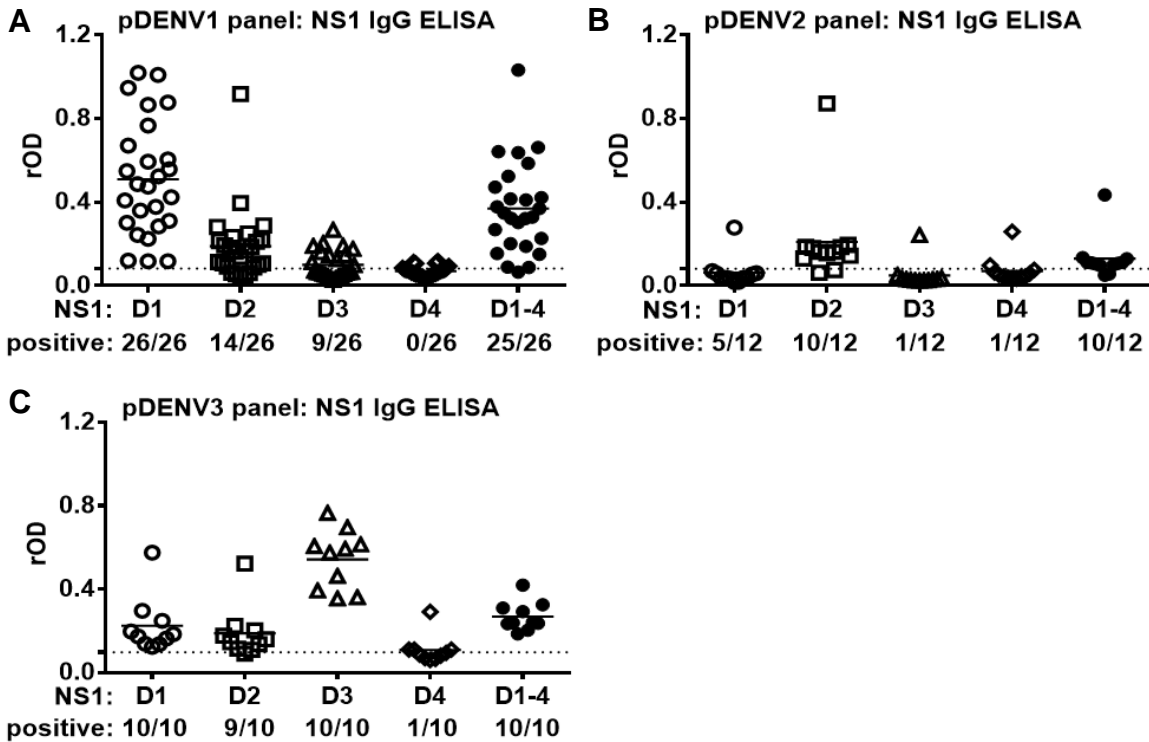 A pDENV1 panel: NS1 IgG ELISA
1.2
0.8
0.4
0.0
rOD
NS1: D1 D2 D3 D4 D1-4
positive: 26/26 14/26 9/26 0/26 25/26
B pDENV2 panel: NS1 IgG ELISA
1.2
0.8
0.4
0.0
rOD
NS1: D1 D2 D3 D4 D1-4
positive: 5/12 10/12 1/12 1/12 10/12
C pDENV3 panel: NS1 IgG ELISA
1.2
0.8
0.4
0.0
rOD
NS1: D1 D2 D3 D4 D1-4
positive: 10/10 9/10 10/10 1/10 10/10